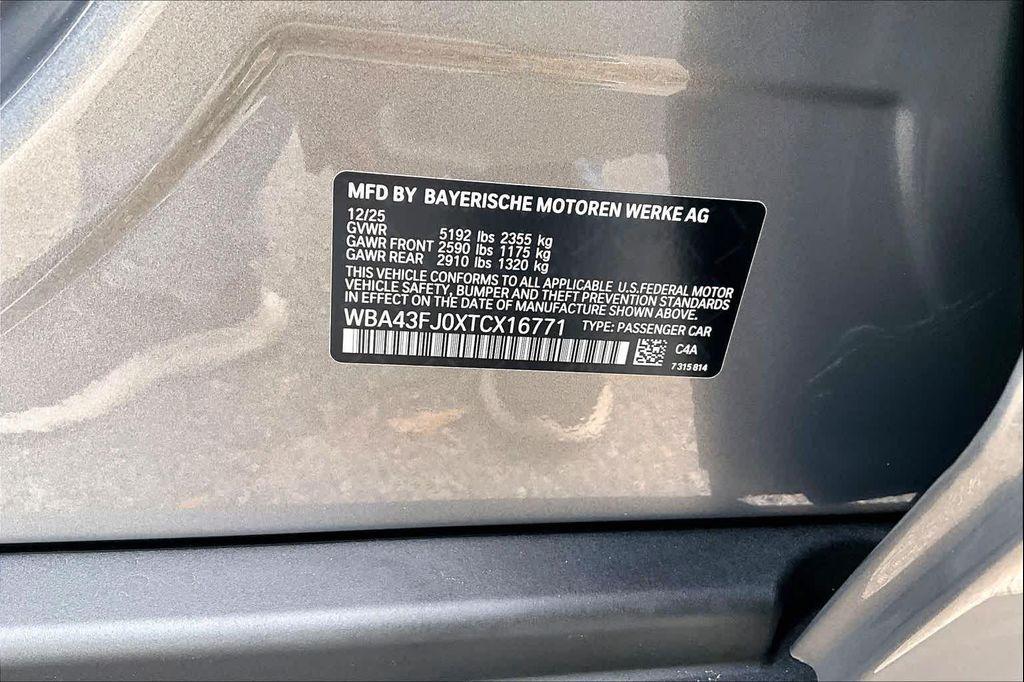 MFD BY BAYERISCHE MOTOREN WERKE AG
12/25
GVWR 5192 lbs 2355 kg
GAWR FRONT 2590 lbs 1175 kg
GAWR REAR 2910 lbs 1320 kg
THIS VEHICLE CONFORMS TO ALL APPLICABLE U.S.FEDERAL MOTOR
VEHICLE SAFETY, BUMPER AND THEFT PREVENTION STANDARDS
IN EFFECT ON THE DATE OF MANUFACTURE SHOWN ABOVE.
WBA43FJ0XTCX16771 TYPE: PASSENGER CAR
C4A
7315814